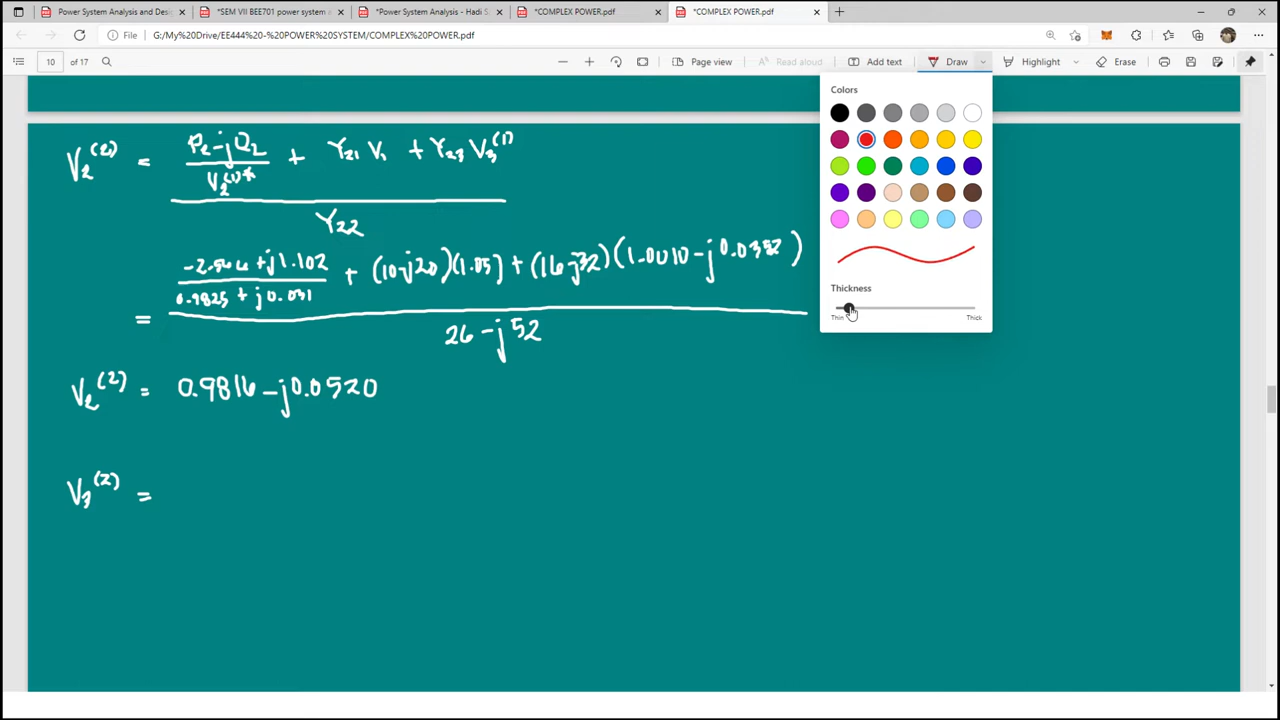 Power System Analysis and Desi
*SEM VII BEE701 power system a
*Power System Analysis - Hadi S
*COMPLEX POWER.pdf
*COMPLEX POWER.pdf
File G:/My%20Drive/EE444%20-%20POWER%20SYSTEM/COMPLEX%20POWER.pdf
10 of 17 Page view Read aloud Add text Draw Highlight Erase
Colors
Thickness
Thin Thick
V2(2) = P2-jQ2 + Y21 V1 + Y23 V3(1)
V2(1)*
Y22
-2.566 + j1.102 + (10-j20)(1.05) + (16-j32)(1.0010 - j0.0352)
0.9825 + j0.031
=
26 - j52
V2(2) = 0.9816 - j0.0520
V3(2) =